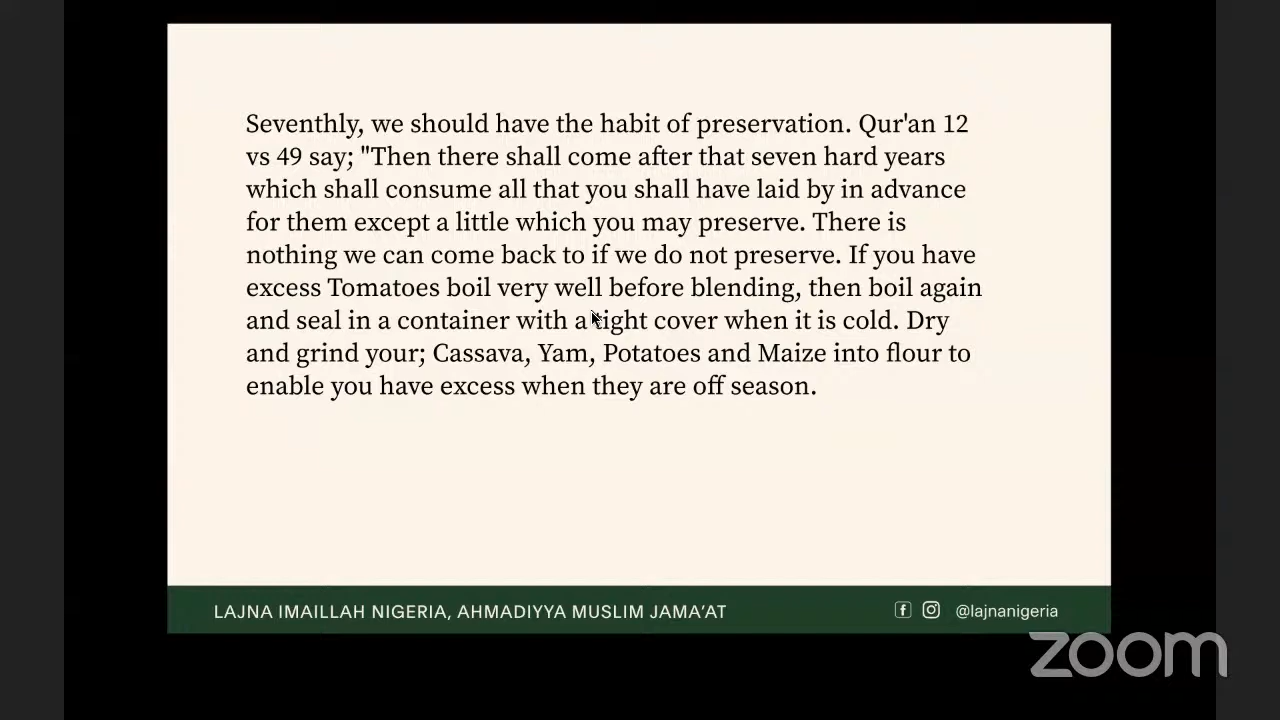 Seventhly, we should have the habit of preservation. Qur'an 12
vs 49 say; "Then there shall come after that seven hard years
which shall consume all that you shall have laid by in advance
for them except a little which you may preserve. There is
nothing we can come back to if we do not preserve. If you have
excess Tomatoes boil very well before blending, then boil again
and seal in a container with a tight cover when it is cold. Dry
and grind your; Cassava, Yam, Potatoes and Maize into flour to
enable you have excess when they are off season.
LAJNA IMAILLAH NIGERIA, AHMADIYYA MUSLIM JAMA'AT
@lajnanigeria
zoom